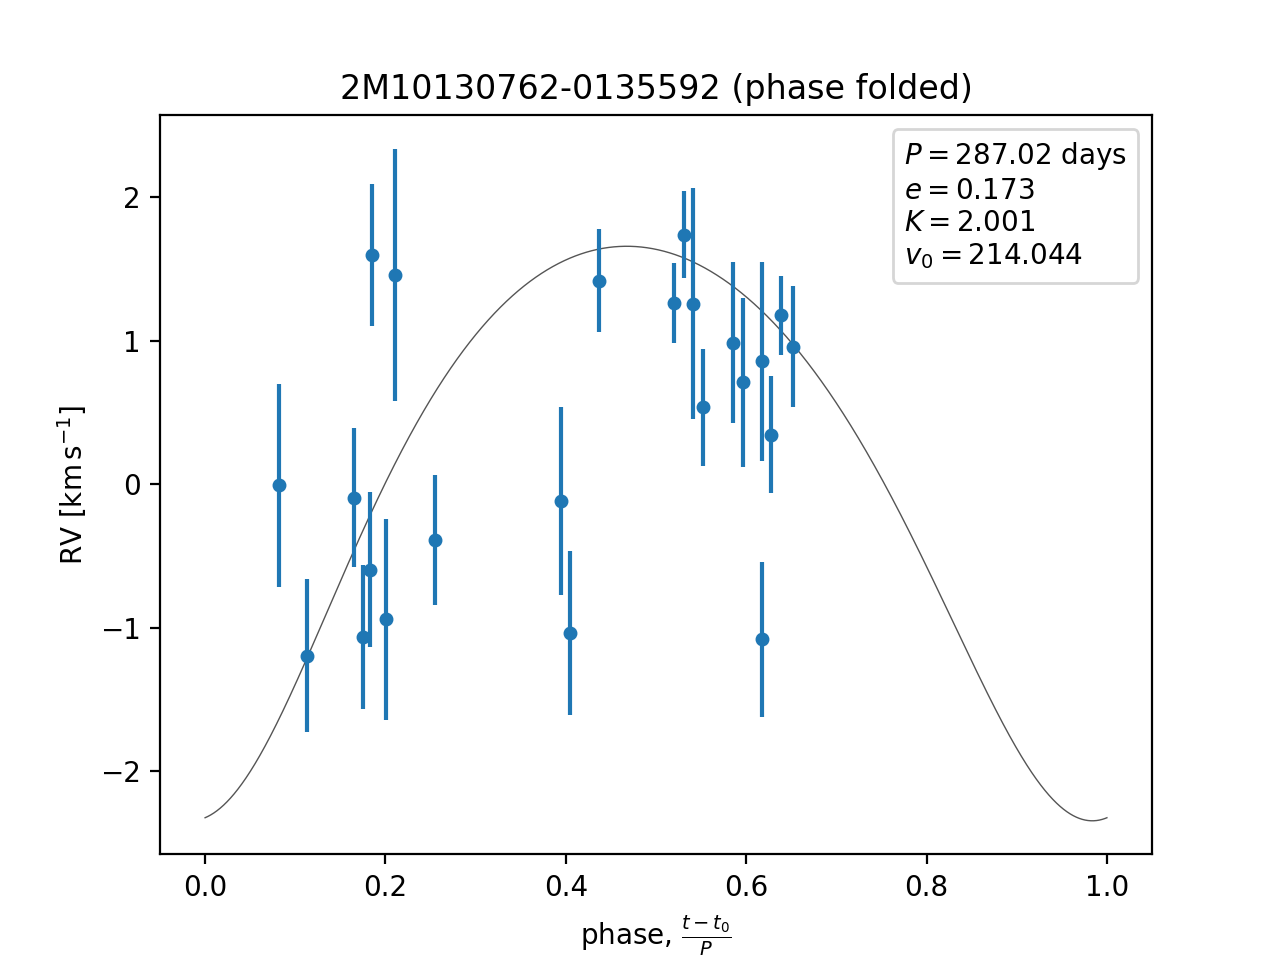 2M10130762-0135592 (phase folded)
P = 287.02 days
e = 0.173
K = 2.001
v₀ = 214.044
2
1
0
−1
−2
RV [km s⁻¹]
0.0 0.2 0.4 0.6 0.8 1.0
phase, (t − t₀)/P